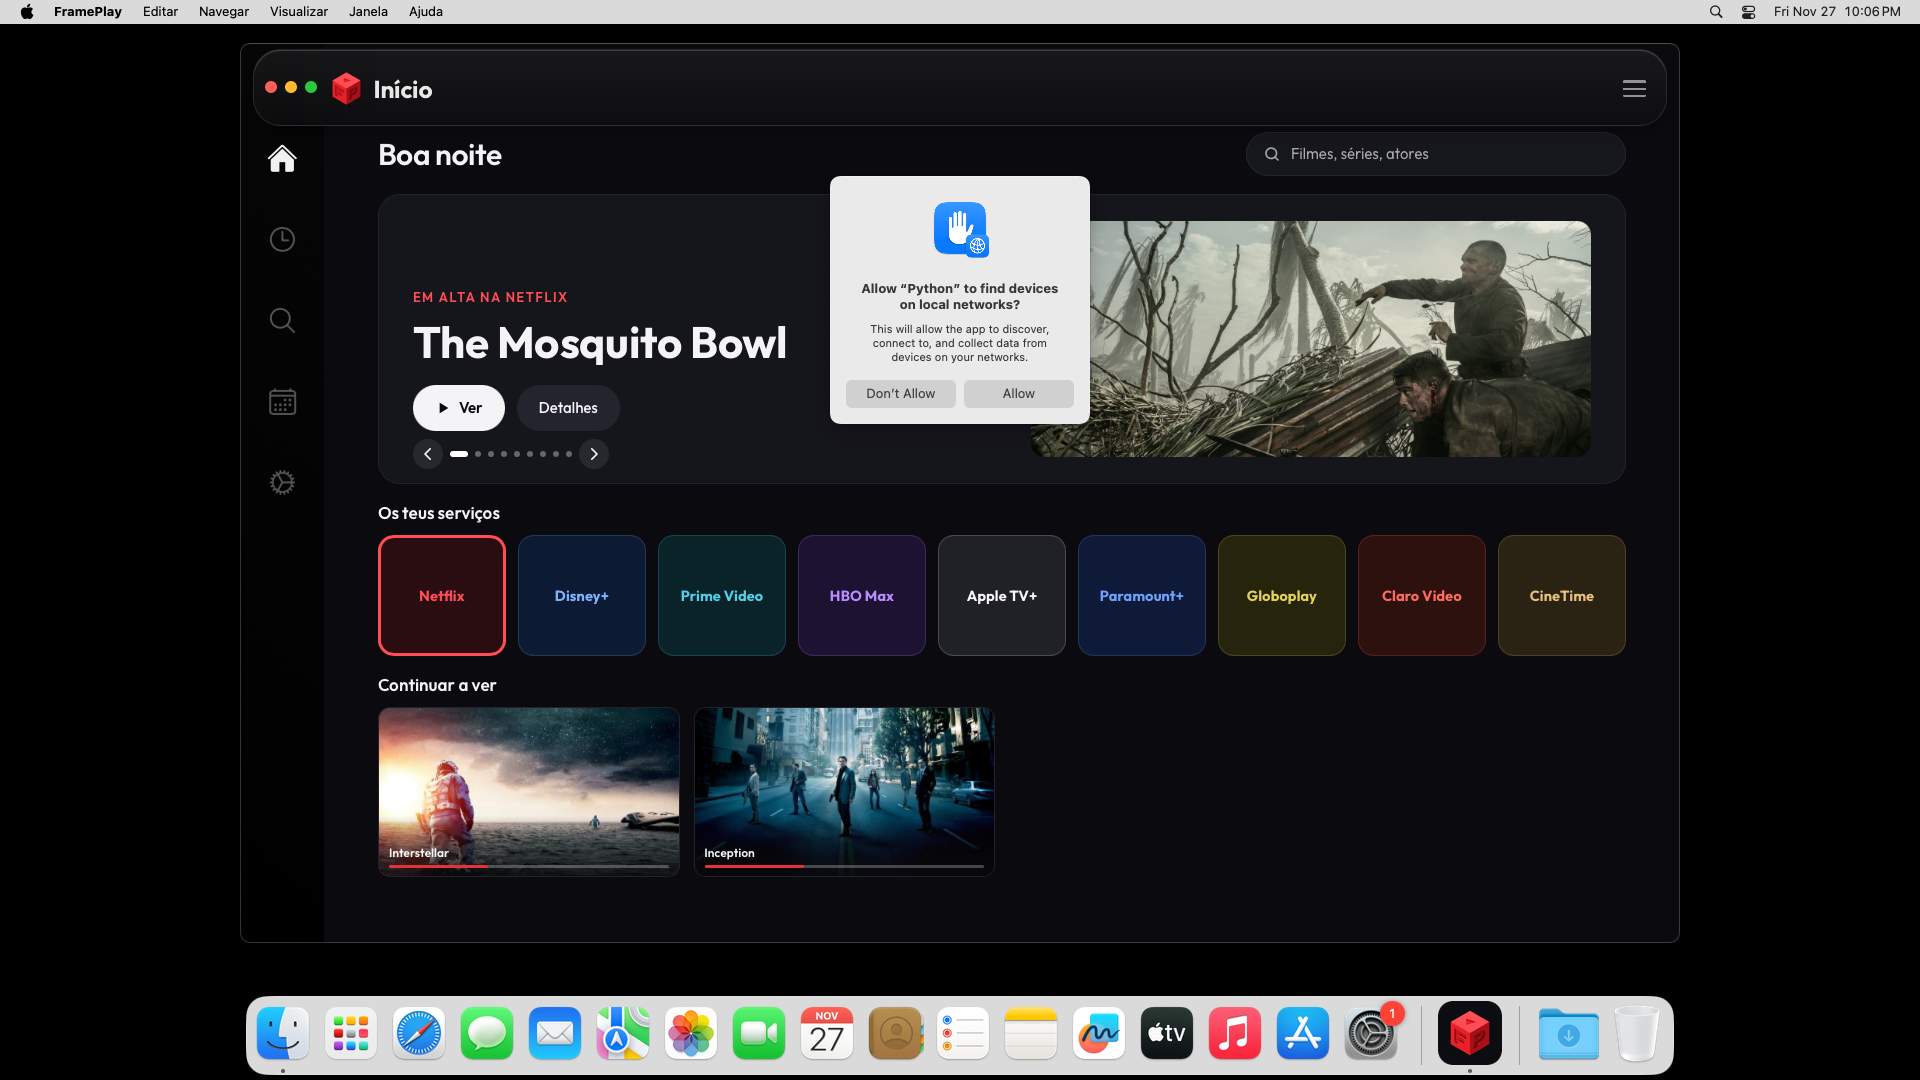 FramePlay Editar Navegar Visualizar Janela Ajuda Fri Nov 27 10:06 PM
Início
Boa noite
Filmes, séries, atores
EM ALTA NA NETFLIX
The Mosquito Bowl
Ver Detalhes
Allow “Python” to find devices
on local networks?
This will allow the app to discover,
connect to, and collect data from
devices on your networks.
Don’t Allow Allow
Os teus serviços
Netflix Disney+ Prime Video HBO Max Apple TV+ Paramount+ Globoplay Claro Video CineTime
Continuar a ver
Interstellar Inception
NOV
27
tv
1